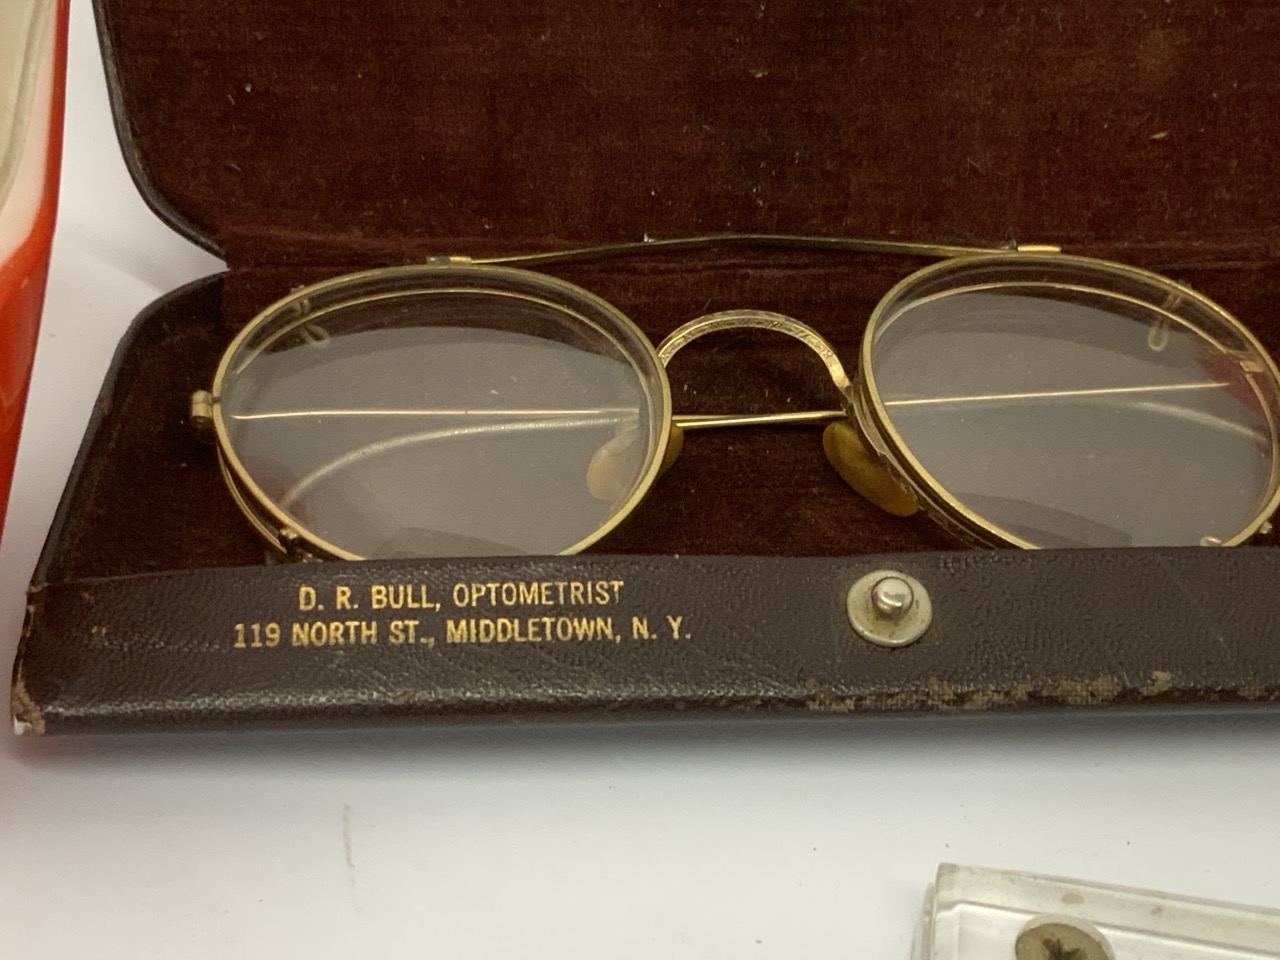 D. R. BULL, OPTOMETRIST
119 NORTH ST., MIDDLETOWN, N. Y.